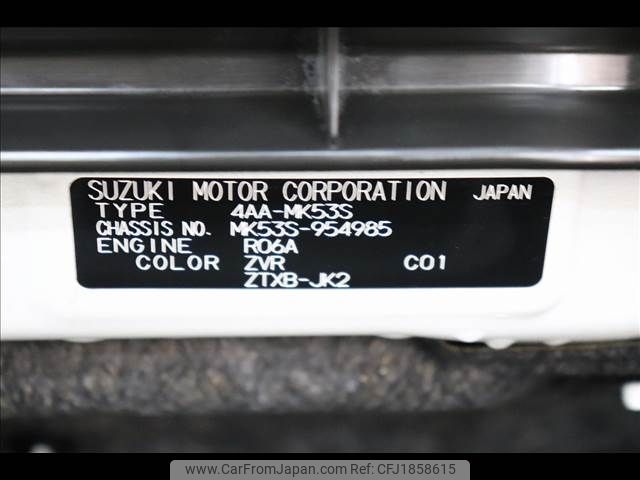 SUZUKI MOTOR CORPORATION JAPAN
TYPE 4AA-MK53S
CHASSIS NO. MK53S-954985
ENGINE R06A
COLOR ZVR C01
ZTXB-JK2
www.CarFromJapan.com REF:CFJ1858615